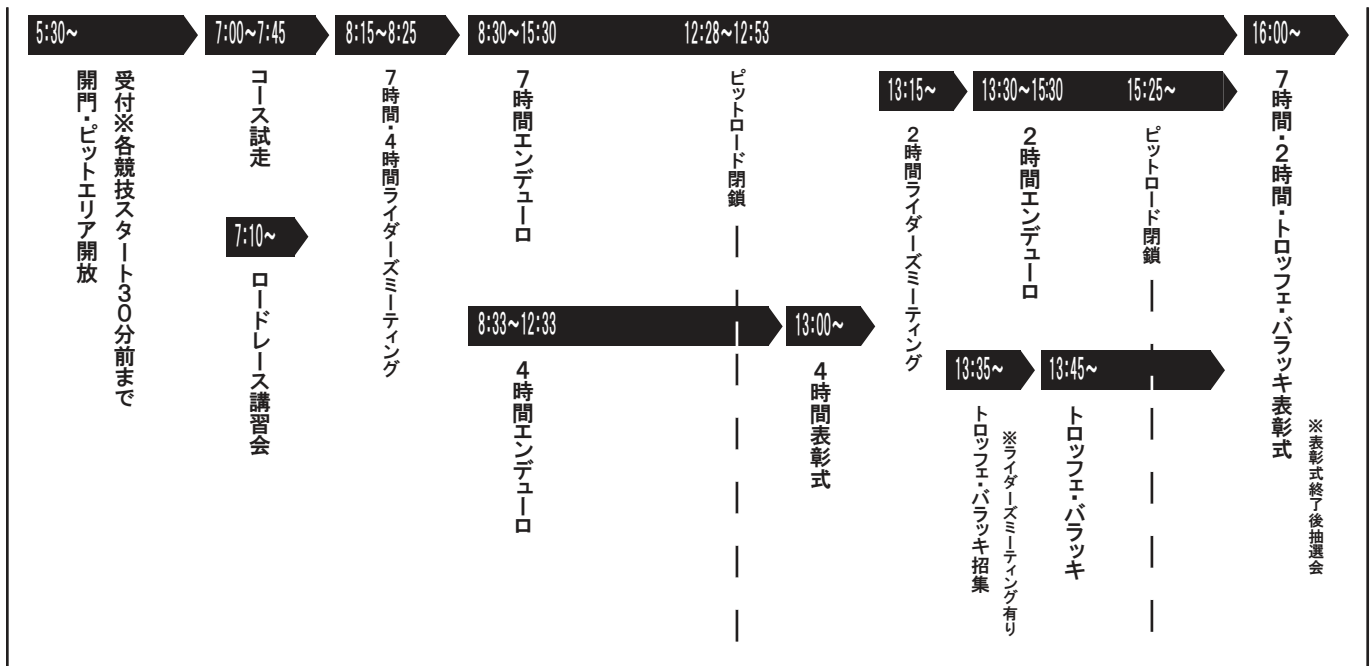 5:30~
開門・ピットエリア開放
受付※各競技スタート30分前まで
7:00~7:45
コース試走
7:10~
ロードレース講習会
8:15~8:25
7時間・4時間ライダーズミーティング
8:30~15:30
7時間エンデューロ
12:28~12:53
ピットロード閉鎖
8:33~12:33
4時間エンデューロ
13:00~
4時間表彰式
13:15~
2時間ライダーズミーティング
13:30~15:30
2時間エンデューロ
15:25~
ピットロード閉鎖
13:35~
トロッフェ・バラッキ招集
※ライダーズミーティング有り
13:45~
トロッフェ・バラッキ
16:00~
7時間・2時間・トロッフェ・バラッキ表彰式
※表彰式終了後抽選会